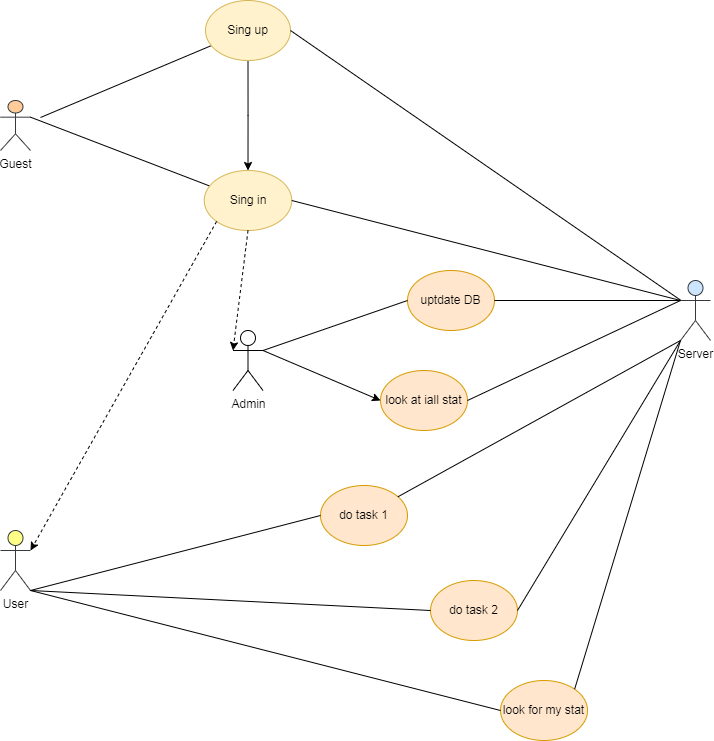 Sing up
Guest
Sing in
uptdate DB
Server
look at iall stat
Admin
do task 1
User
do task 2
look for my stat